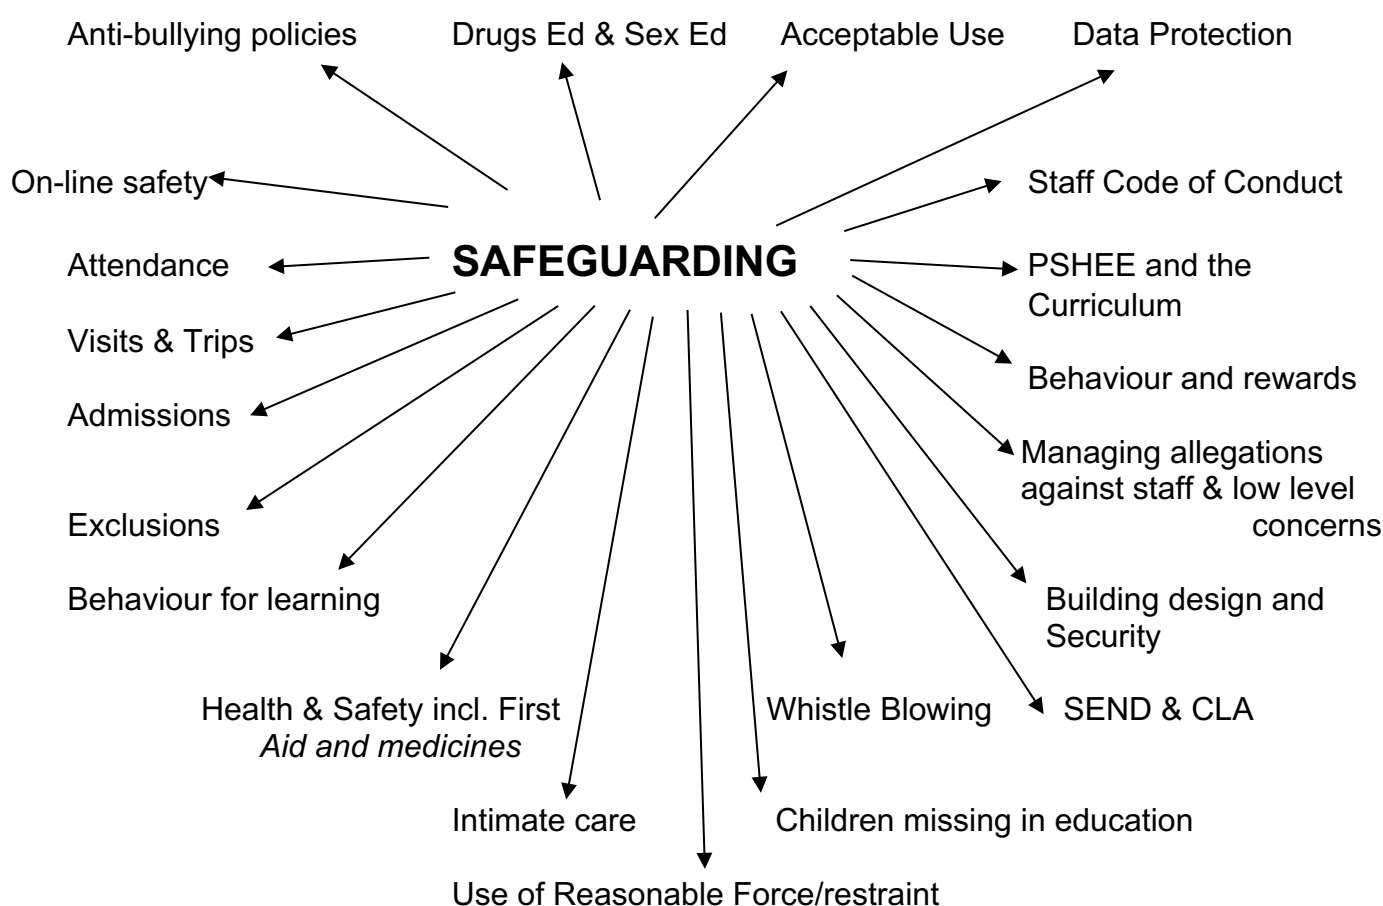 Anti-bullying policies
Drugs Ed & Sex Ed
Acceptable Use
Data Protection
On-line safety
Staff Code of Conduct
SAFEGUARDING
Attendance
PSHEE and the
Curriculum
Visits & Trips
Behaviour and rewards
Admissions
Managing allegations
against staff & low level
concerns
Exclusions
Behaviour for learning
Building design and
Security
Health & Safety incl. First
Aid and medicines
Whistle Blowing
SEND & CLA
Intimate care
Children missing in education
Use of Reasonable Force/restraint